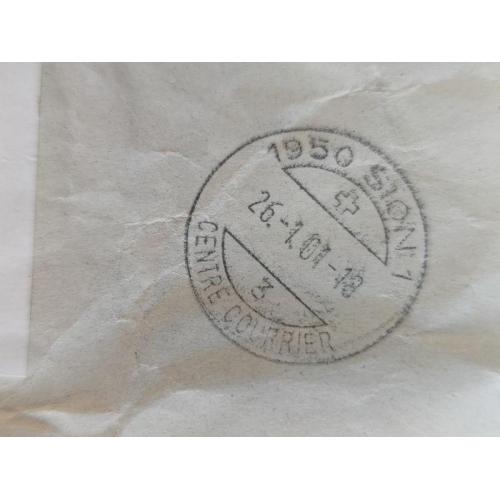 1950 SION 1
26.-1.01-18
3
CENTRE COURRIER